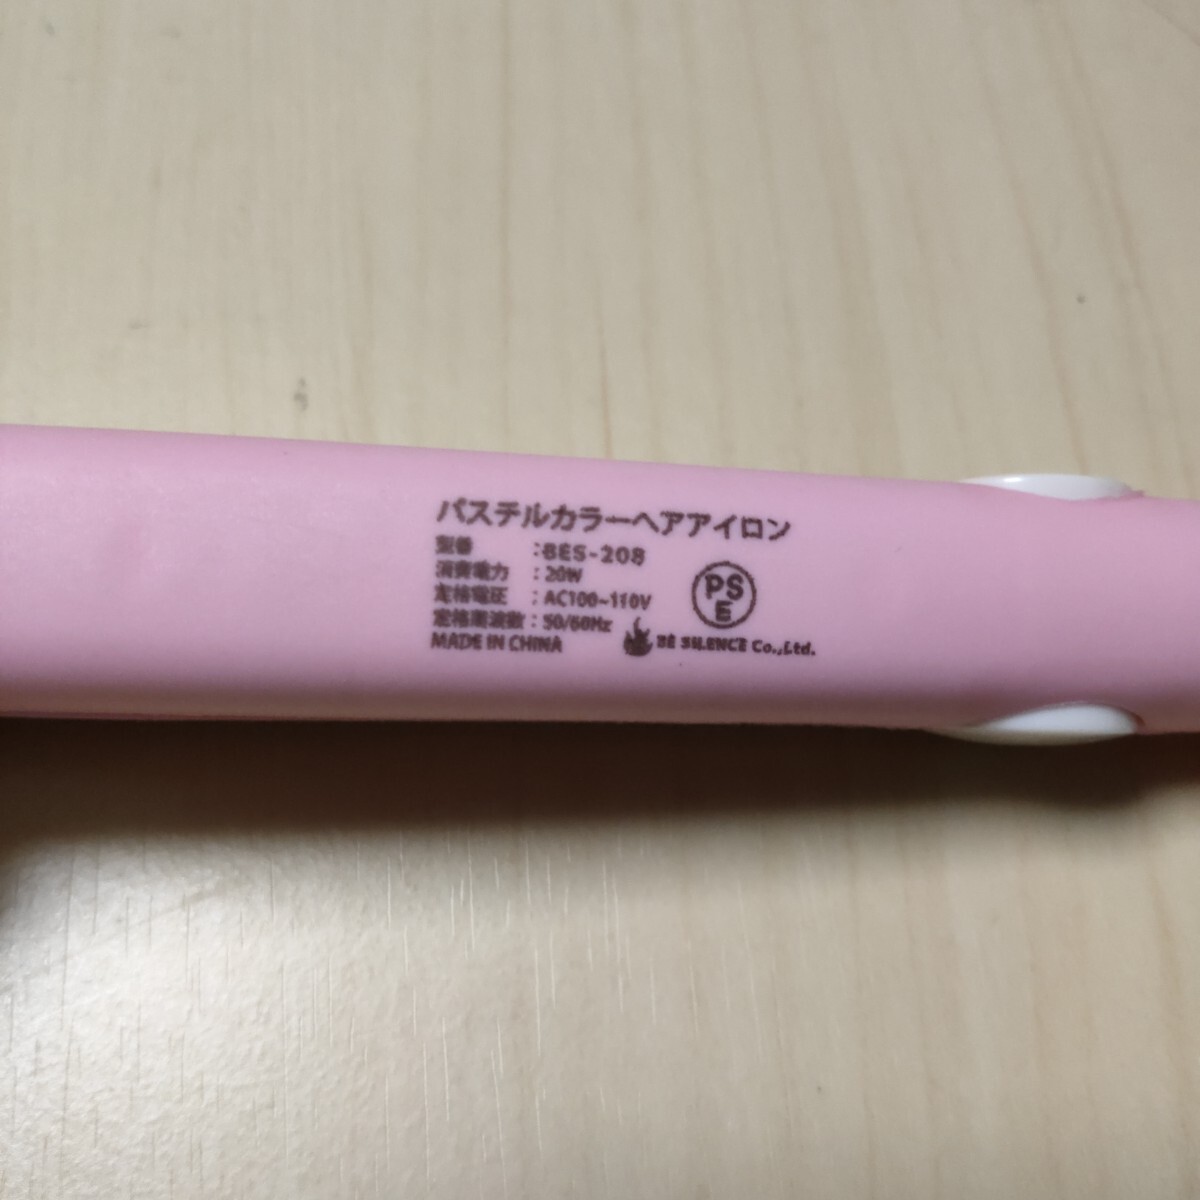 パステルカラーヘアアイロン
型番 :BES-208
消費電力 : 20W
定格電圧 : AC100~110V
定格周波数 : 50/60Hz
MADE IN CHINA
PS
E
BE SILENCE Co.,Ltd.